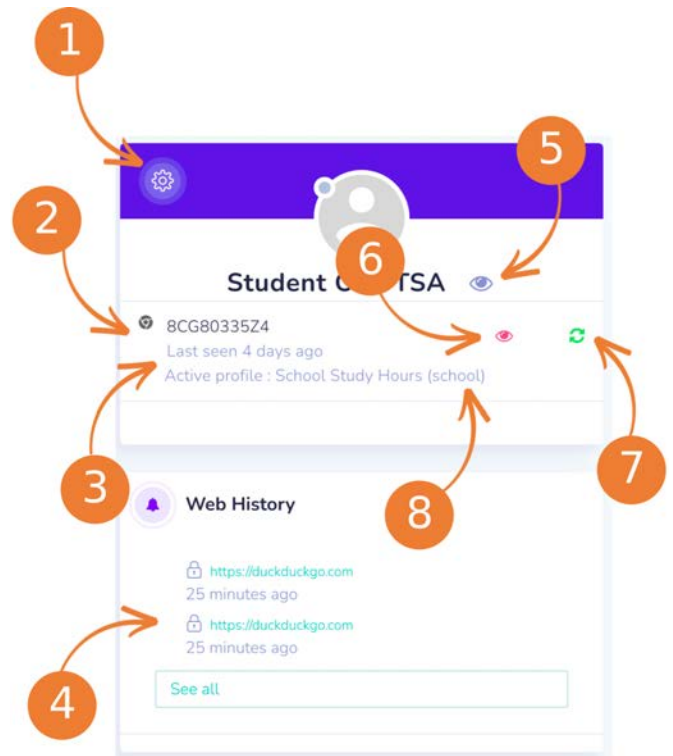 1
5
2
6
Student C TSA
8CG80335Z4
Last seen 4 days ago
Active profile : School Study Hours (school)
3
7
8
Web History
https://duckduckgo.com
25 minutes ago
https://duckduckgo.com
25 minutes ago
4
See all